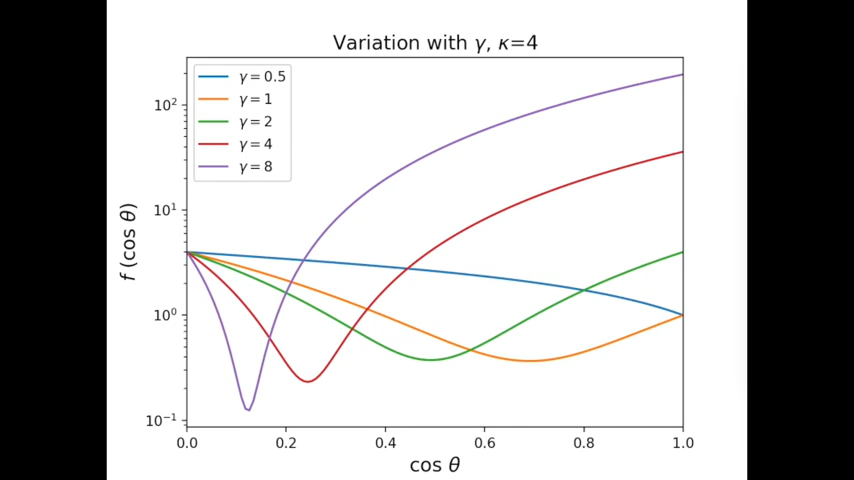 Variation with γ, κ=4
γ = 0.5
γ = 1
γ = 2
γ = 4
γ = 8
f (cos θ)
10²
10¹
10⁰
10⁻¹
0.0 0.2 0.4 0.6 0.8 1.0
cos θ